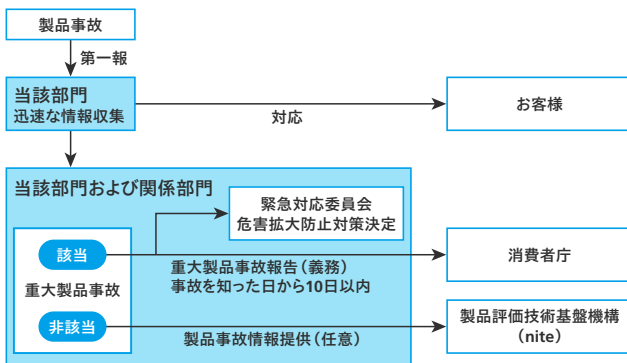 製品事故
第一報
当該部門
迅速な情報収集
対応
お客様
当該部門および関係部門
緊急対応委員会
危害拡大防止対策決定
該当
重大製品事故報告（義務）
事故を知った日から10日以内
消費者庁
重大製品事故
非該当
製品事故情報提供（任意）
製品評価技術基盤機構
（nite）